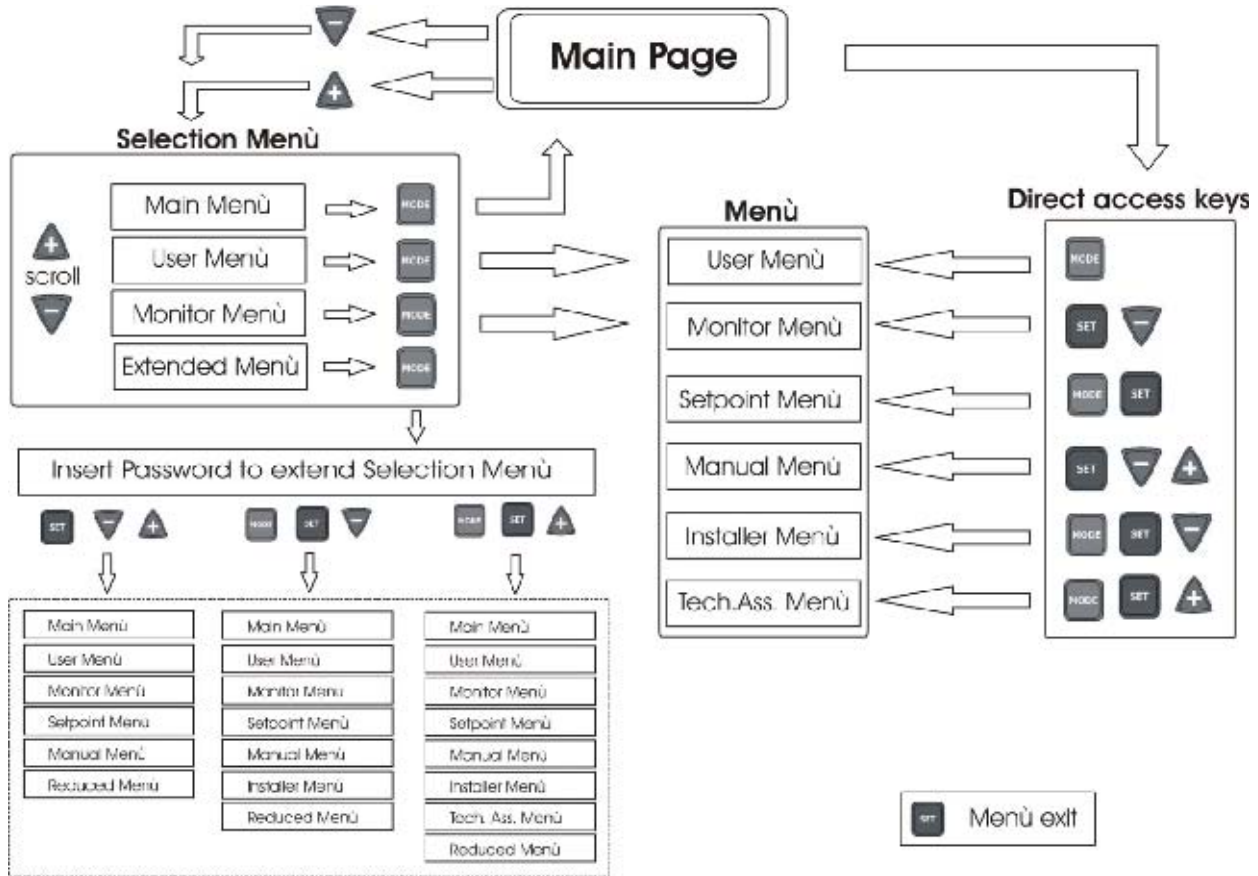 Main Page
Selection Menù
Main Menù
MODE
User Menù
MODE
scroll
Monitor Menù
MODE
Extended Menù
MODE
Insert Password to extend Selection Menù
SET
MODE
SET
MODE
SET
Main Menù
User Menù
Monitor Menù
Setpoint Menù
Manual Menù
Reduced Menù
Main Menù
User Menù
Monitor Menù
Setpoint Menù
Manual Menù
Installer Menù
Reduced Menù
Main Menù
User Menù
Monitor Menù
Setpoint Menù
Manual Menù
Installer Menù
Tech. Ass. Menù
Reduced Menù
Menù
User Menù
Monitor Menù
Setpoint Menù
Manual Menù
Installer Menù
Tech.Ass. Menù
Direct access keys
MODE
SET
MODE SET
SET
MODE SET
MODE SET
SET Menù exit